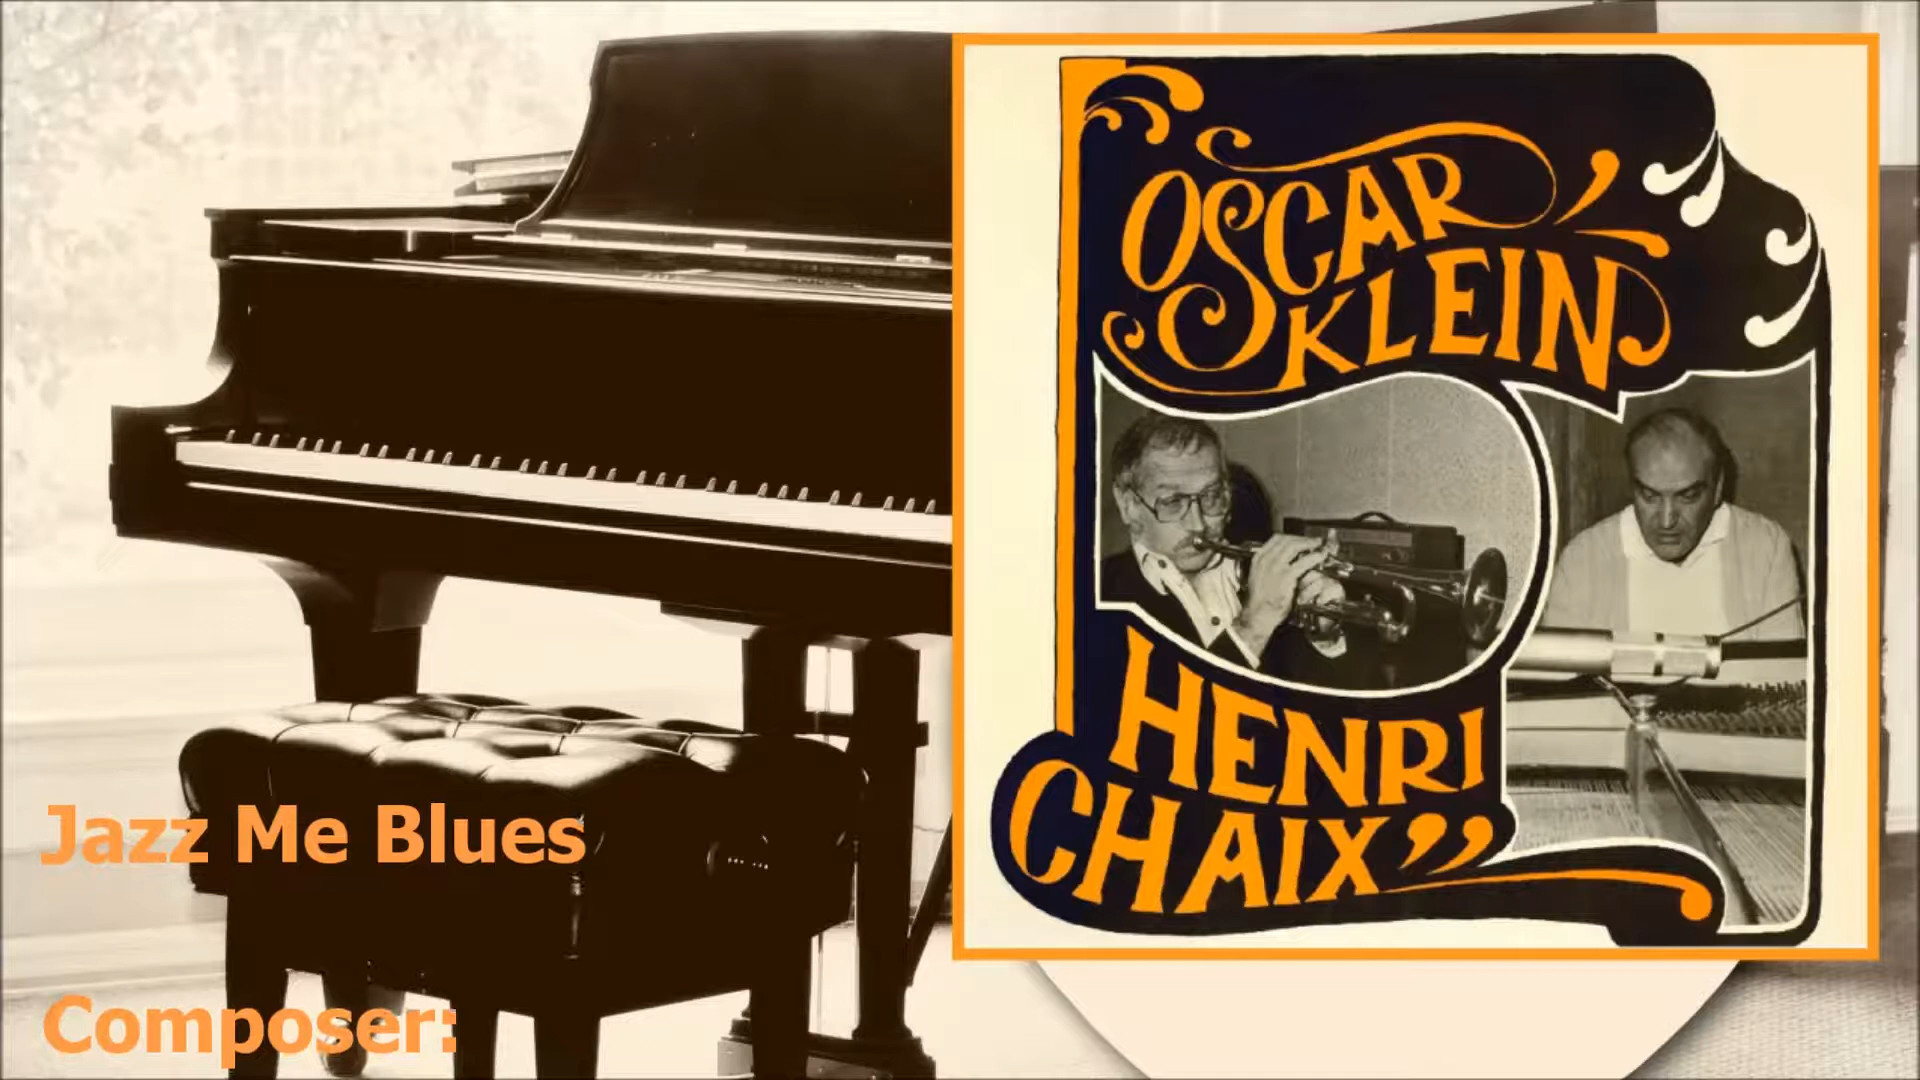 OSCAR
KLEIN
HENRI
CHAIX”
Jazz Me Blues
Composer: